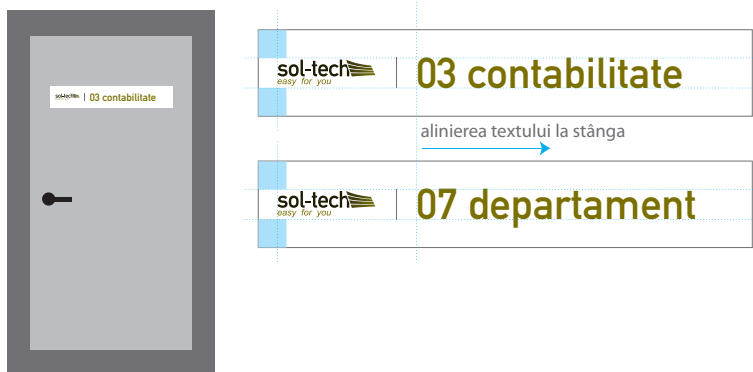 sol-tech | 03 contabilitate
sol-tech
easy for you
03 contabilitate
alinierea textului la stânga
sol-tech
easy for you
07 departament